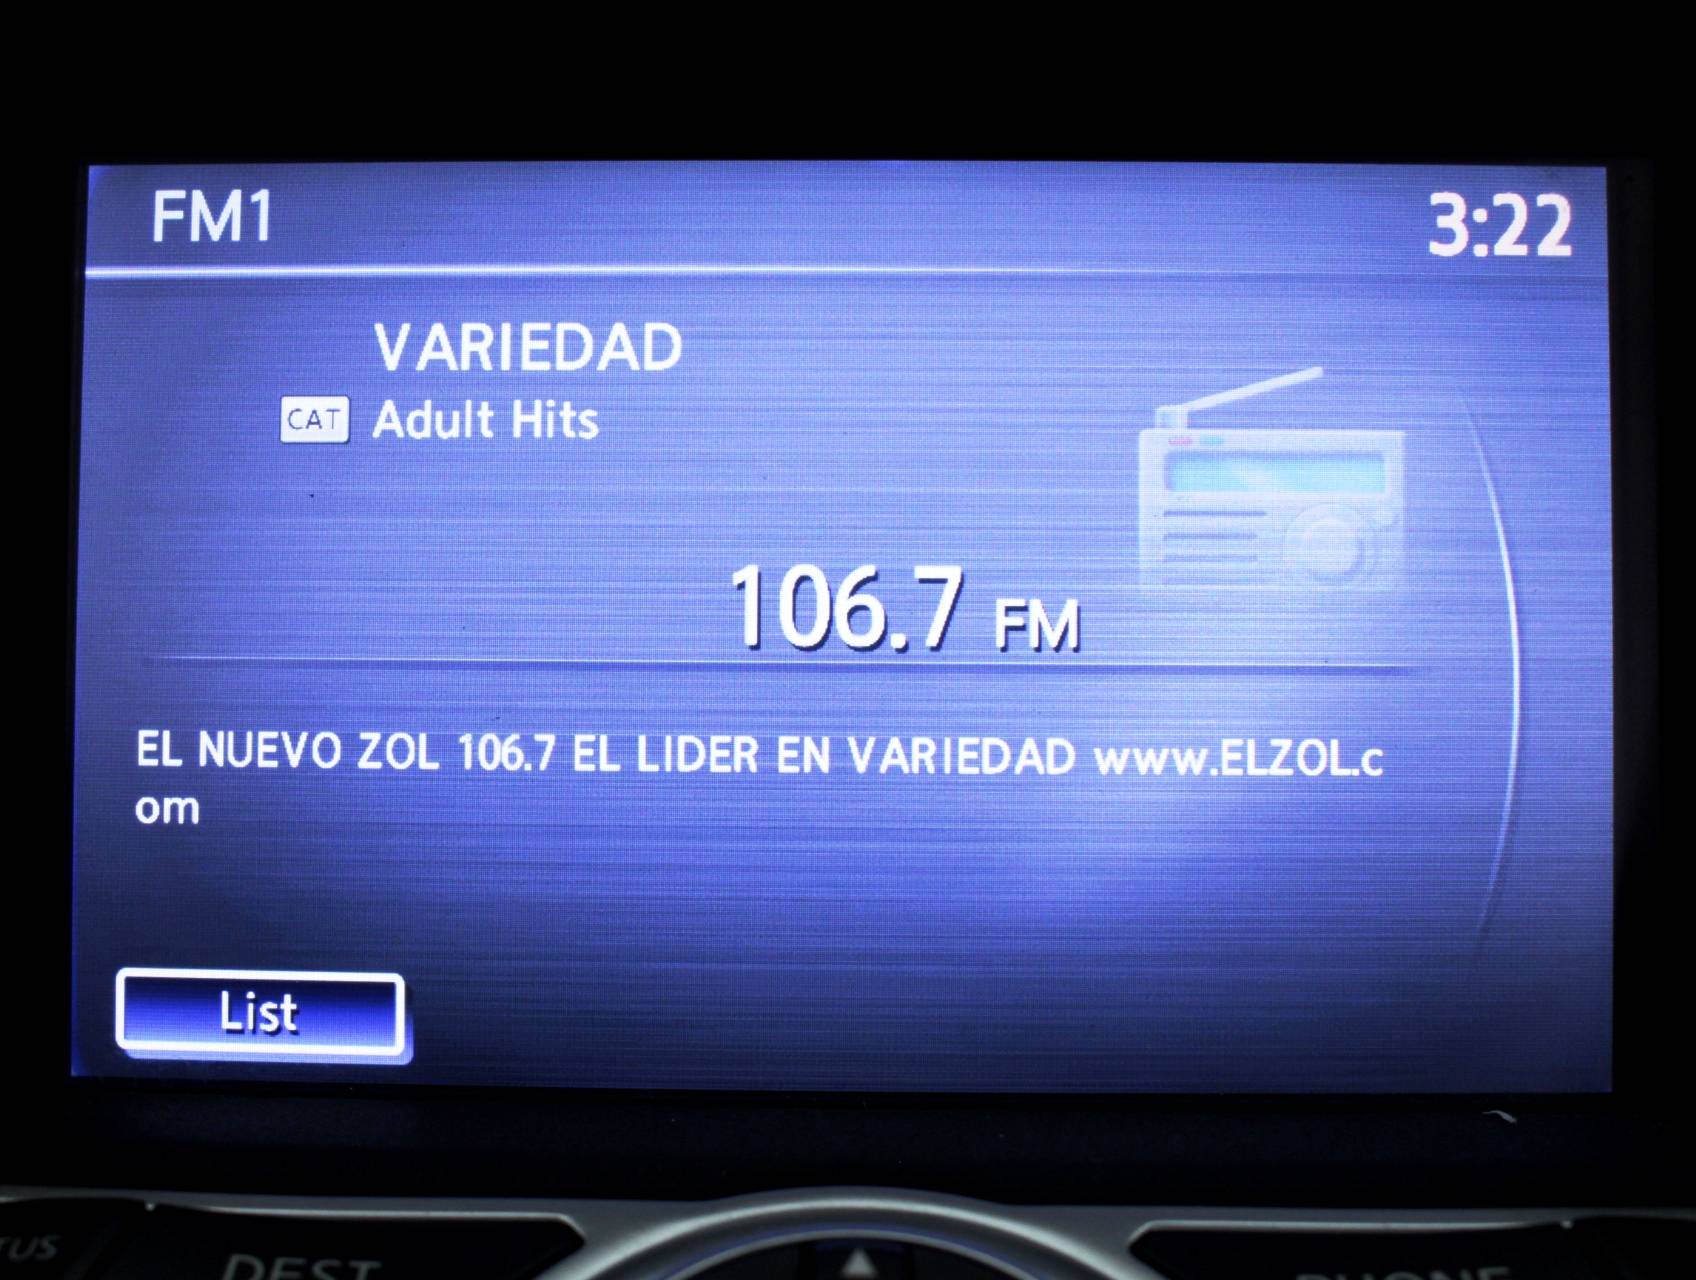 FM1
3:22
VARIEDAD
CAT Adult Hits
106.7 FM
EL NUEVO ZOL 106.7 EL LIDER EN VARIEDAD www.ELZOL.c
om
List
DEST